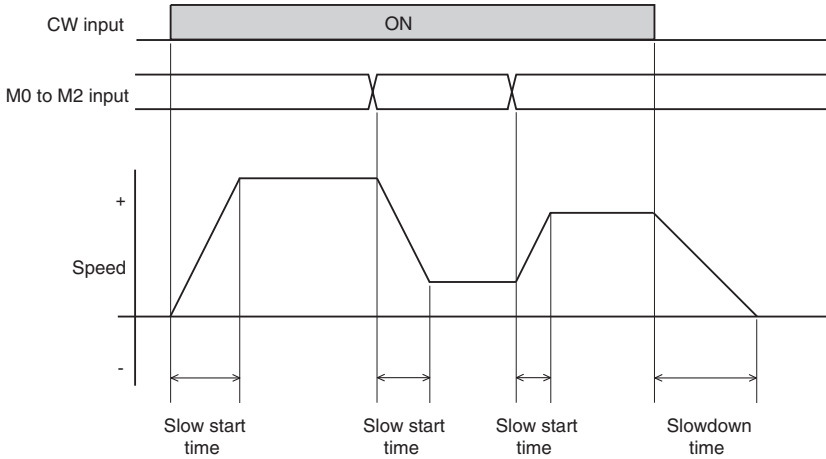 CW input
ON
M0 to M2 input
+
Speed
-
Slow start
time
Slow start
time
Slow start
time
Slowdown
time